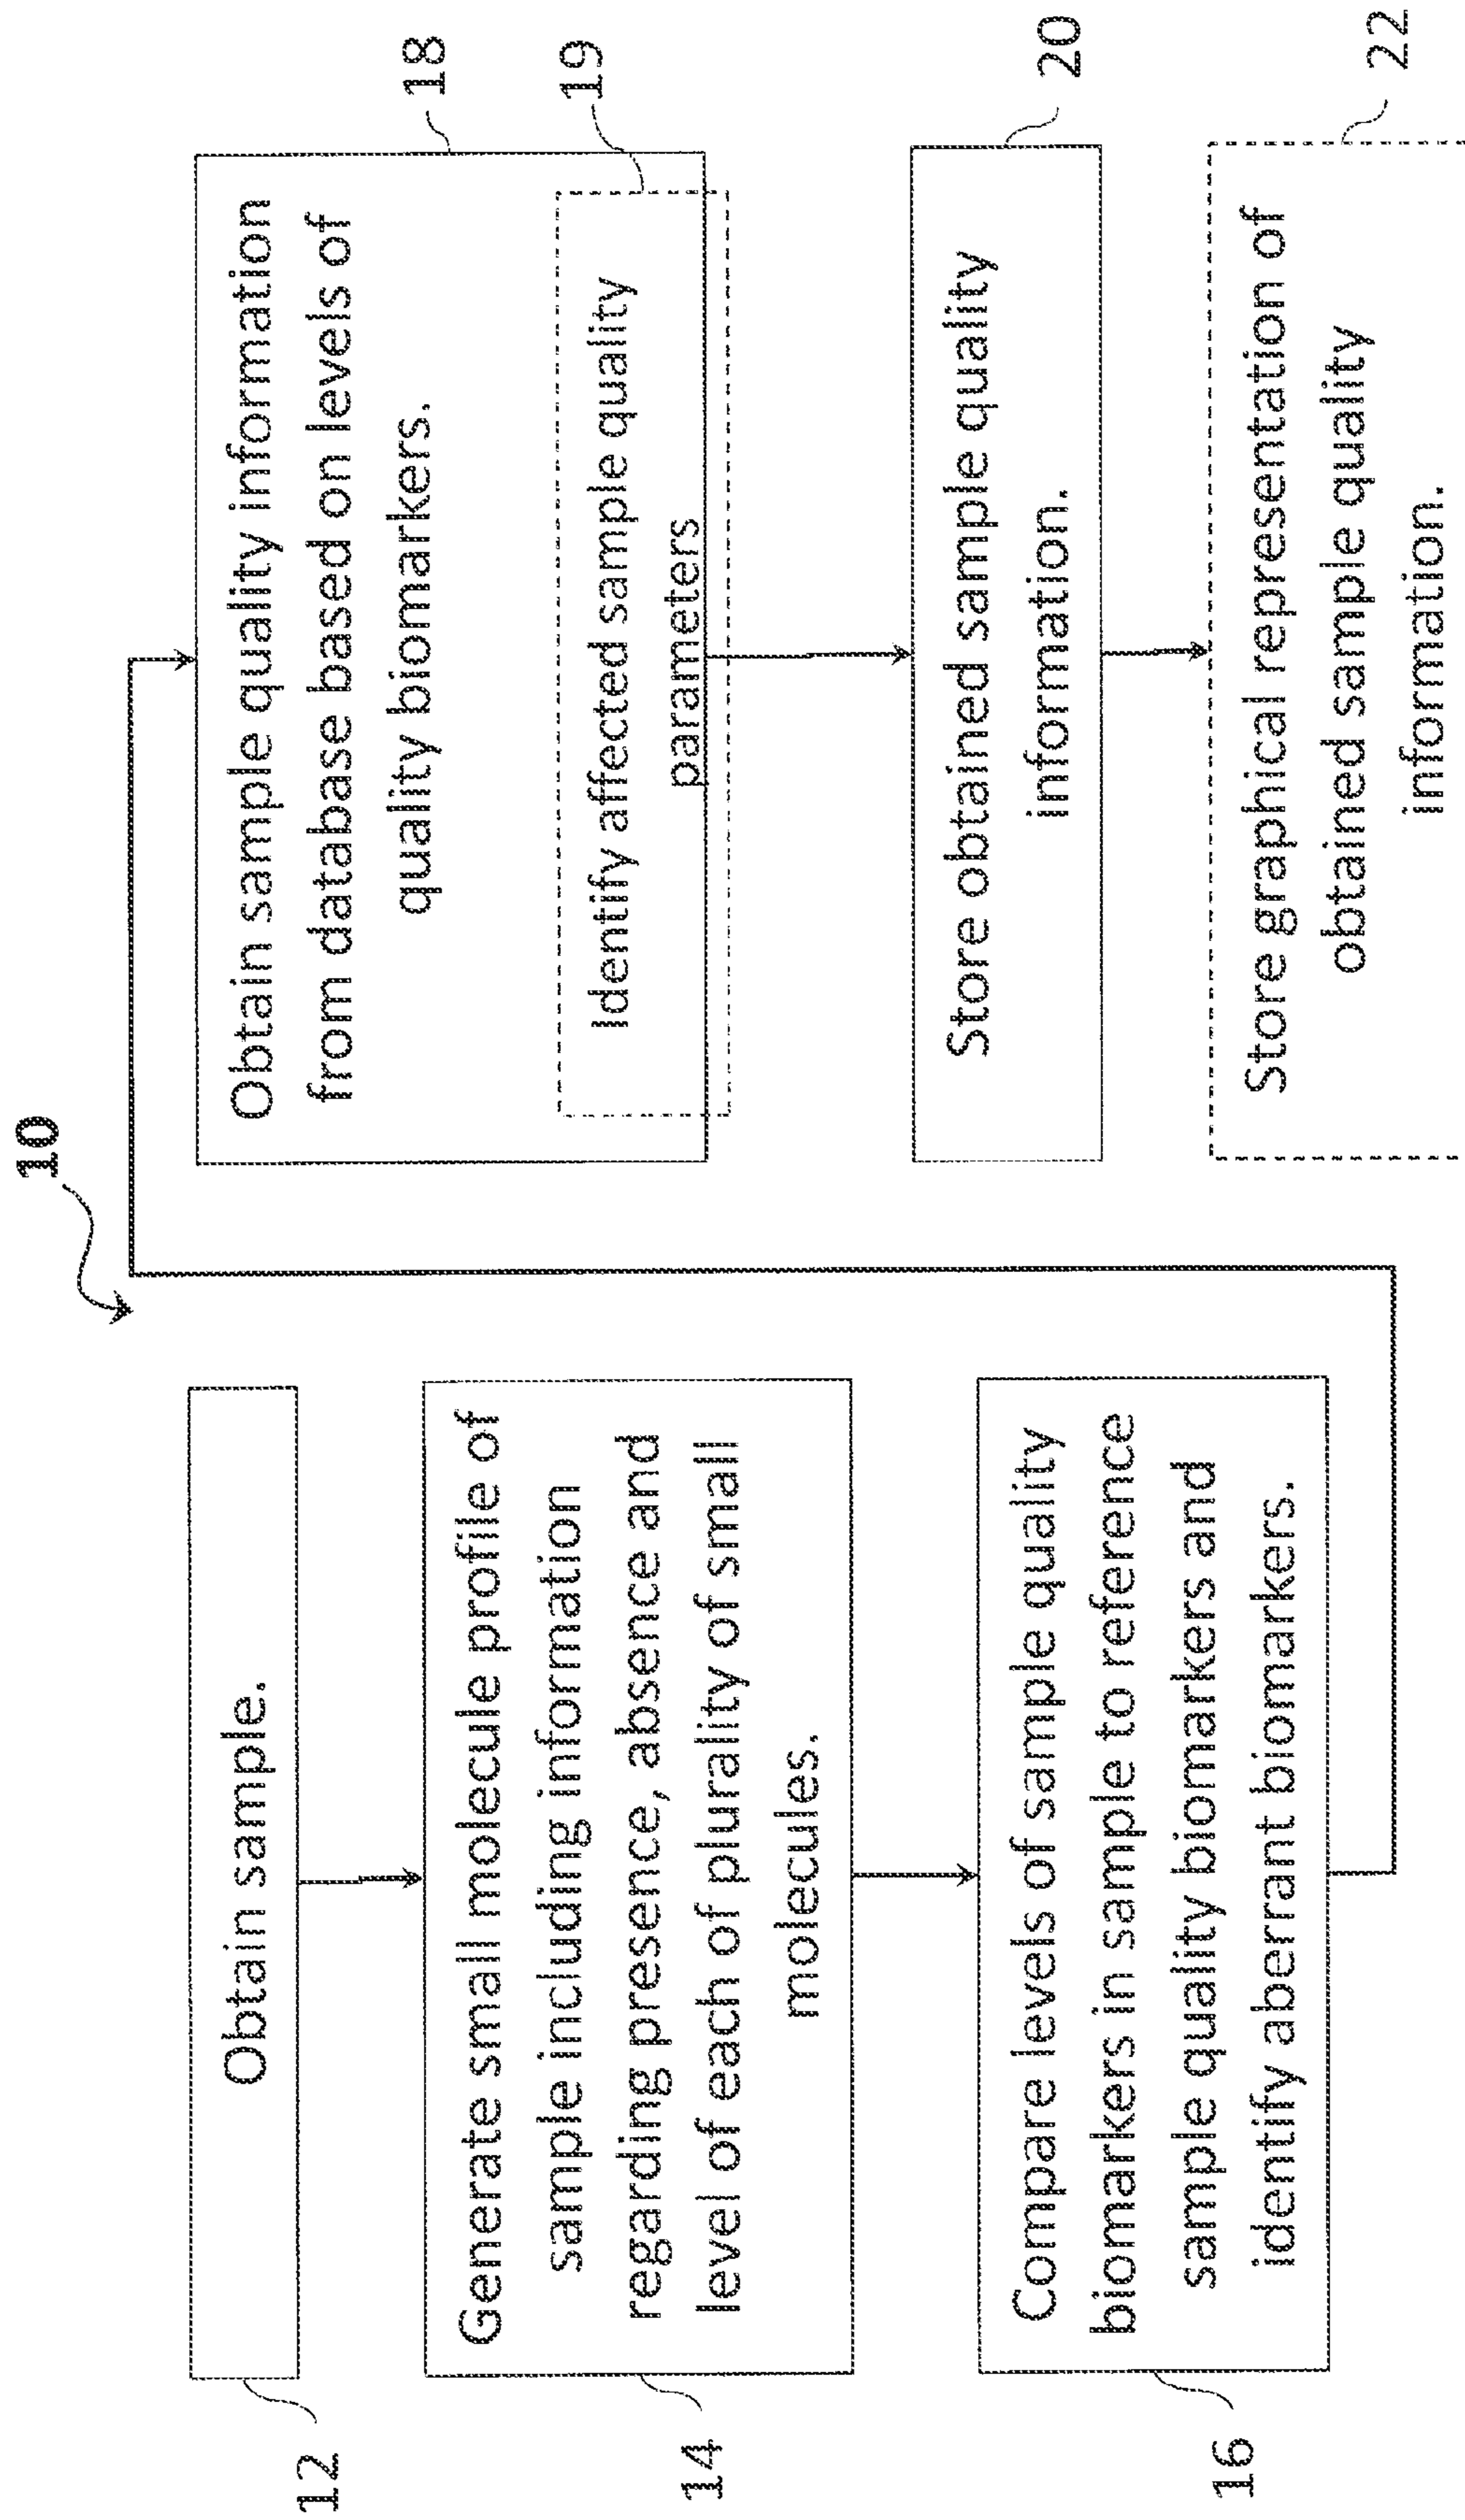 10
12
Obtain sample.
14
Generate small molecule profile of
sample including information
regarding presence, absence and
level of each of plurality of small
molecules.
16
Compare levels of sample quality
biomarkers in sample to reference
sample quality biomarkers and
identify aberrant biomarkers.
18
Obtain sample quality information
from database based on levels of
quality biomarkers.
19
Identify affected sample quality
parameters
20
Store obtained sample quality
information.
22
Store graphical representation of
obtained sample quality
information.